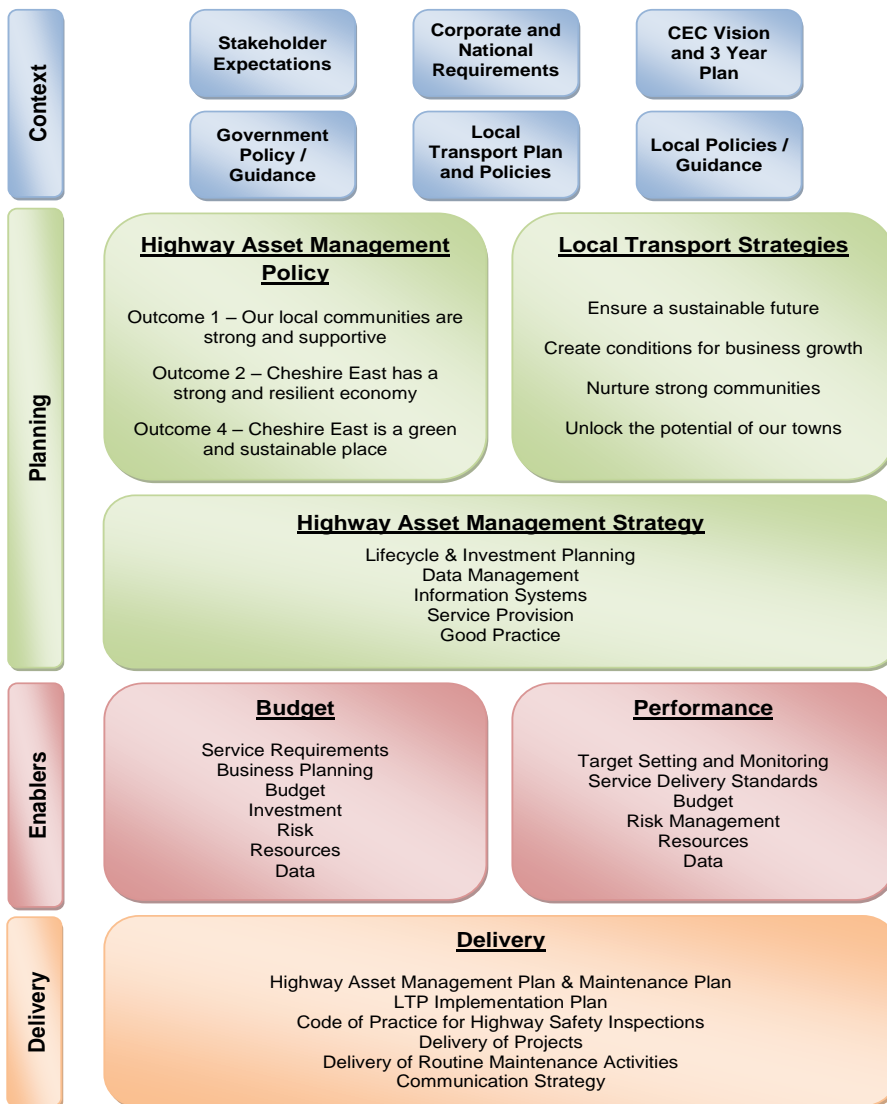 Context
Stakeholder
Expectations
Corporate and
National
Requirements
CEC Vision
and 3 Year
Plan
Government
Policy /
Guidance
Local
Transport Plan
and Policies
Local Policies /
Guidance
Planning
Highway Asset Management
Policy
Outcome 1 – Our local communities are
strong and supportive
Outcome 2 – Cheshire East has a
strong and resilient economy
Outcome 4 – Cheshire East is a green
and sustainable place
Local Transport Strategies
Ensure a sustainable future
Create conditions for business growth
Nurture strong communities
Unlock the potential of our towns
Highway Asset Management Strategy
Lifecycle & Investment Planning
Data Management
Information Systems
Service Provision
Good Practice
Enablers
Budget
Service Requirements
Business Planning
Budget
Investment
Risk
Resources
Data
Performance
Target Setting and Monitoring
Service Delivery Standards
Budget
Risk Management
Resources
Data
Delivery
Delivery
Highway Asset Management Plan & Maintenance Plan
LTP Implementation Plan
Code of Practice for Highway Safety Inspections
Delivery of Projects
Delivery of Routine Maintenance Activities
Communication Strategy